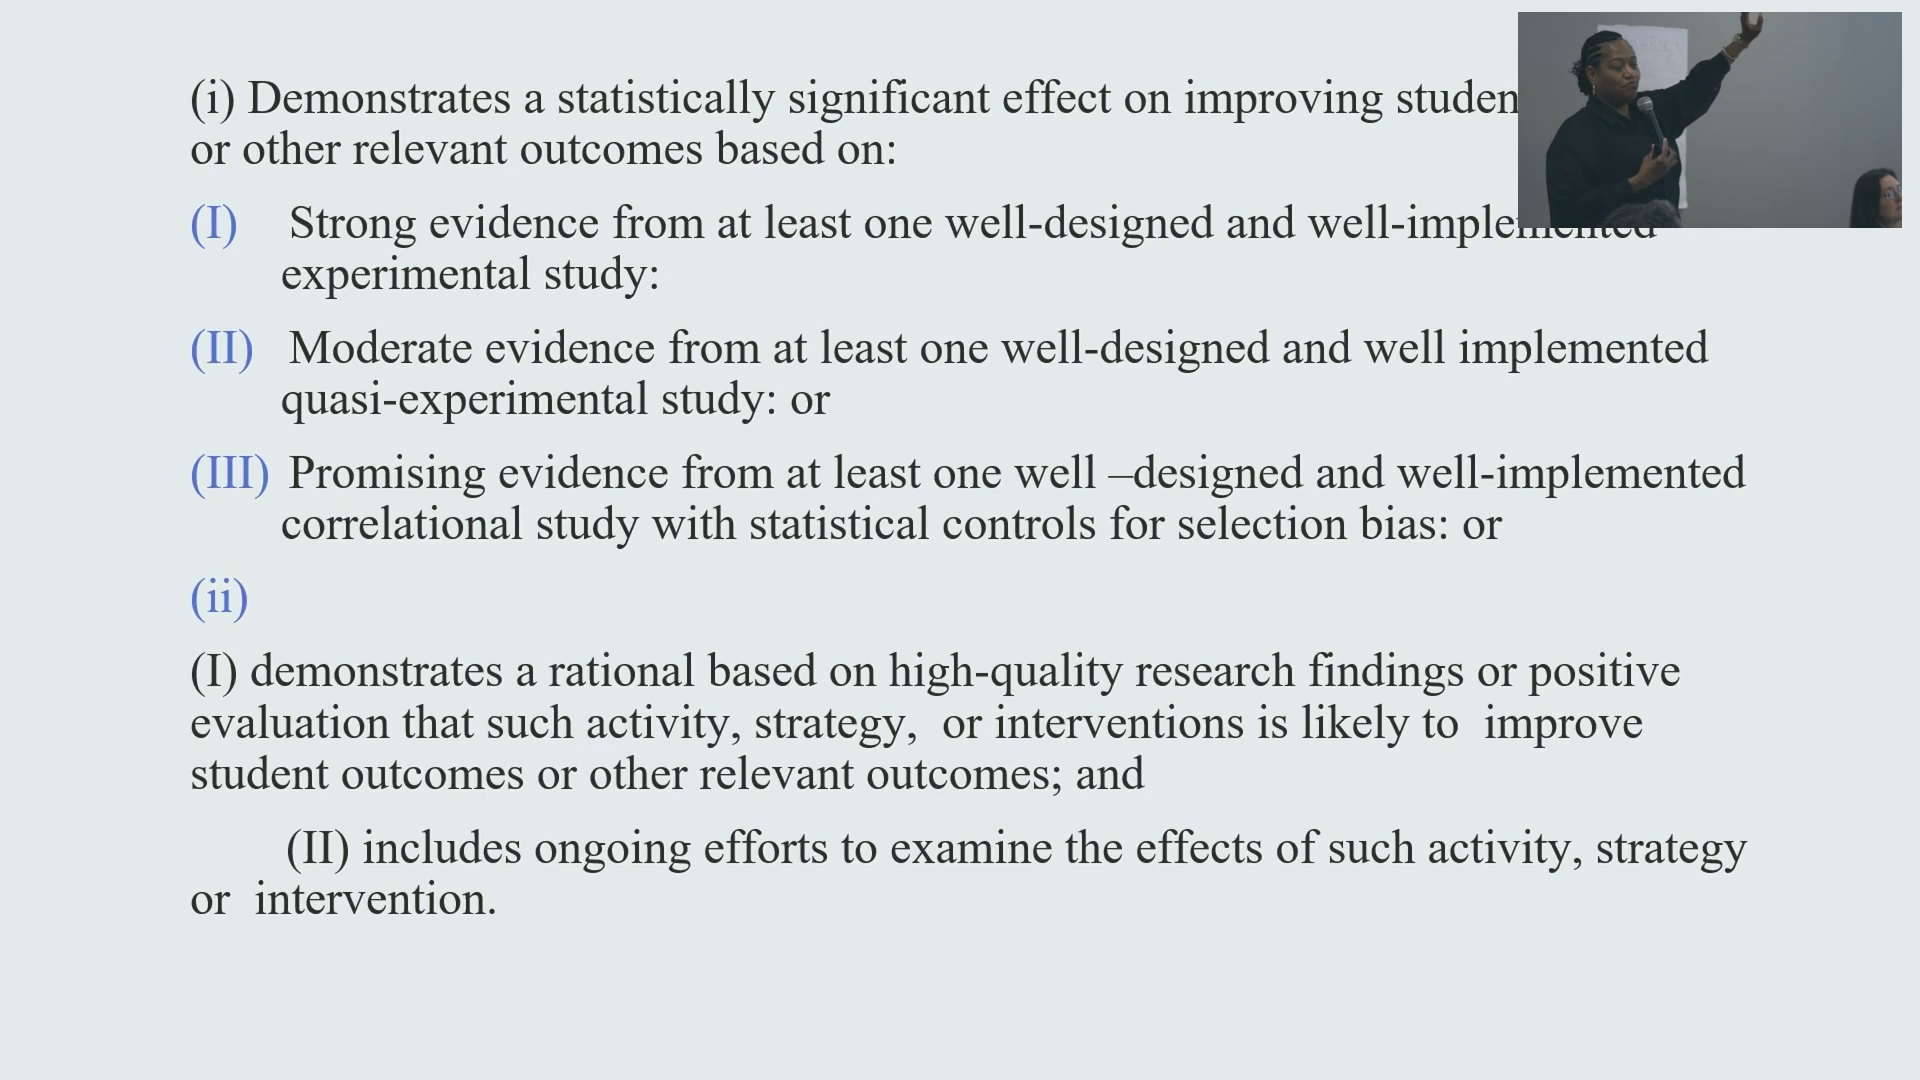 (i) Demonstrates a statistically significant effect on improving
or other relevant outcomes based on:
(I) Strong evidence from at least one well-designed and well-implemented
experimental study:
(II) Moderate evidence from at least one well-designed and well implemented
quasi-experimental study: or
(III) Promising evidence from at least one well –designed and well-implemented
correlational study with statistical controls for selection bias: or
(ii)
(I) demonstrates a rational based on high-quality research findings or positive
evaluation that such activity, strategy, or interventions is likely to improve
student outcomes or other relevant outcomes; and
(II) includes ongoing efforts to examine the effects of such activity, strategy
or intervention.